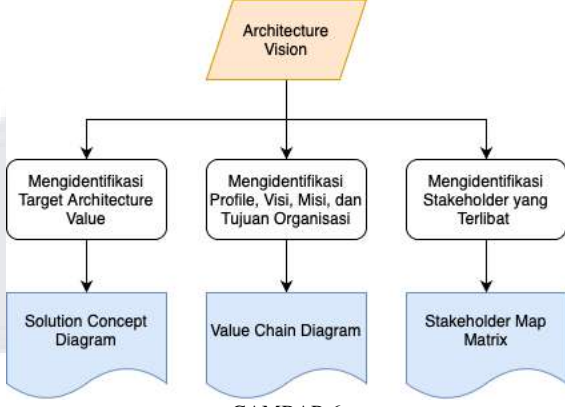 Architecture
Vision
Mengidentifikasi
Target Architecture
Value
Mengidentifikasi
Profile, Visi, Misi, dan
Tujuan Organisasi
Mengidentifikasi
Stakeholder yang
Terlibat
Solution Concept
Diagram
Value Chain Diagram
Stakeholder Map
Matrix